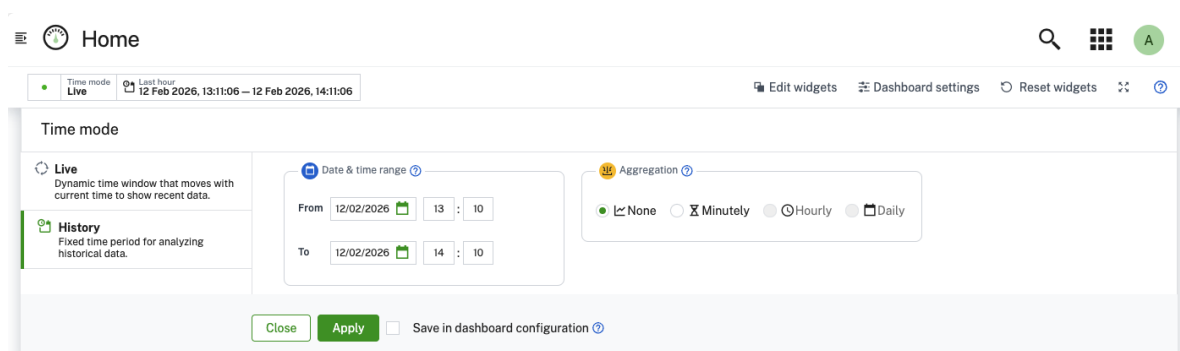 Home
A
Time mode
Live
Last hour
12 Feb 2026, 13:11:06 — 12 Feb 2026, 14:11:06
Edit widgets
Dashboard settings
Reset widgets
Time mode
Live
Dynamic time window that moves with
current time to show recent data.
History
Fixed time period for analyzing
historical data.
Date & time range
From 12/02/2026 13 : 10
To 12/02/2026 14 : 10
Aggregation
None Minutely Hourly Daily
Close Apply Save in dashboard configuration